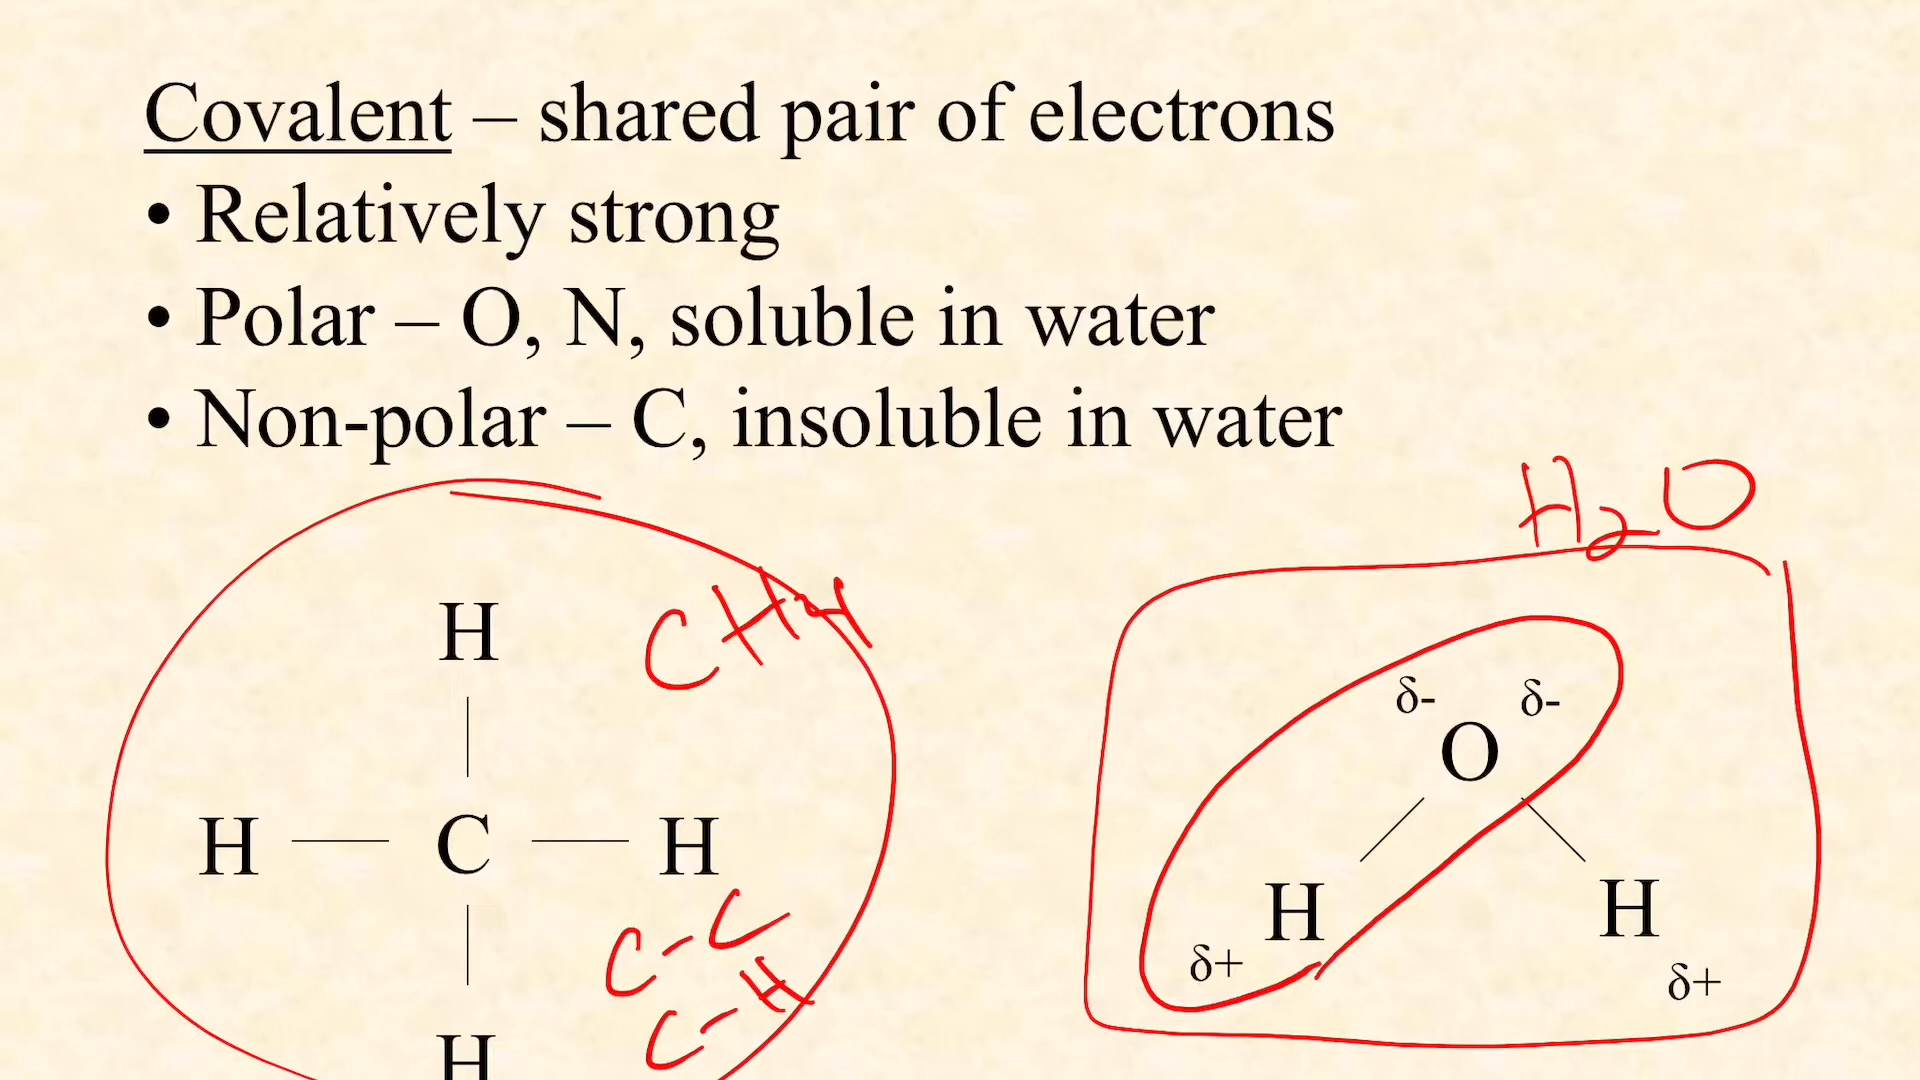 Covalent – shared pair of electrons
• Relatively strong
• Polar – O, N, soluble in water
• Non-polar – C, insoluble in water
H₂O
H
CH4
δ- δ-
O
H C H
H H
C-C
δ+ δ+
C-H
H